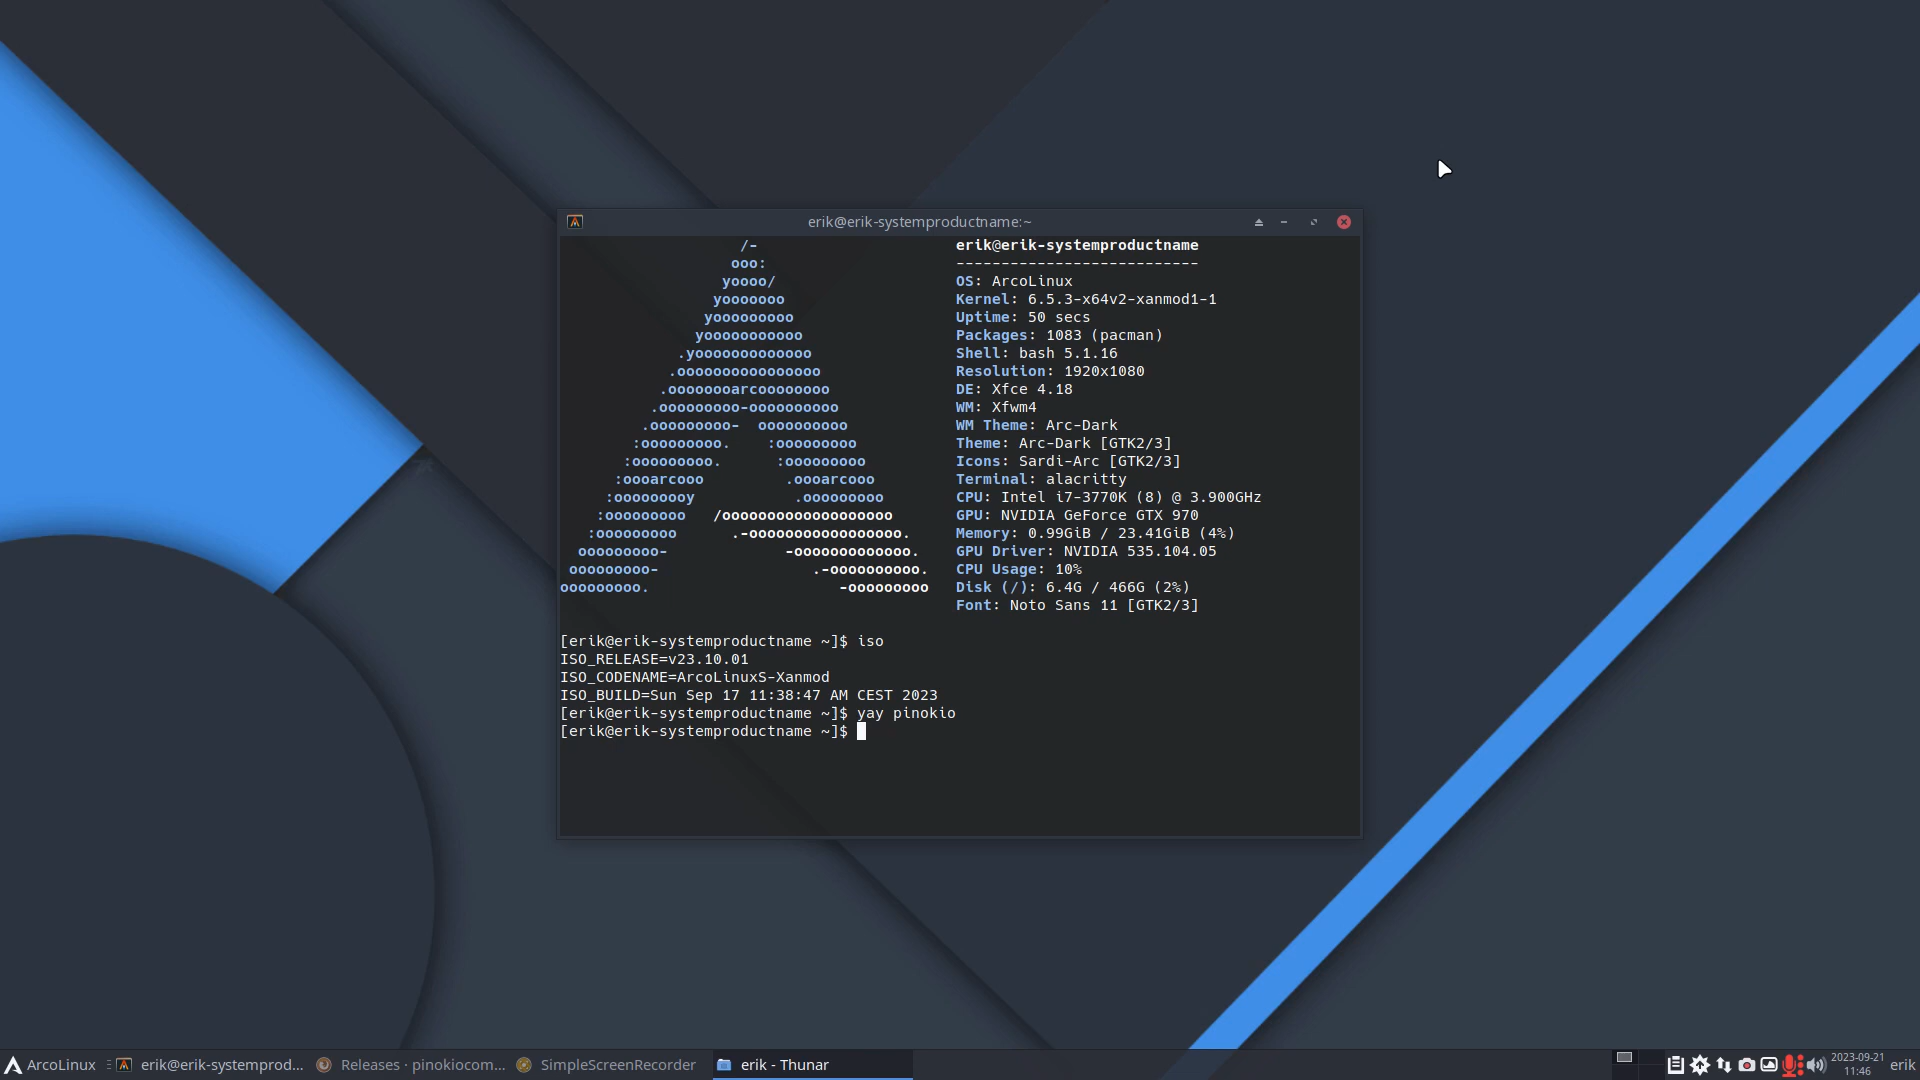 erik@erik-systemproductname:~
/-
ooo:
yoooo/
yooooooo
yooooooooo
yooooooooooo
.yooooooooooooo
.oooooooooooooooo
.oooooooarcoooooooo
.ooooooooo-oooooooooo
.ooooooooo-  oooooooooo
:ooooooooo.    :ooooooooo
:ooooooooo.      :ooooooooo
:oooarcooo         .oooarcooo
:ooooooooy           .ooooooooo
:ooooooooo   /ooooooooooooooooooo
:ooooooooo      .-ooooooooooooooooo.
ooooooooo-             -ooooooooooooo.
ooooooooo-                 .-oooooooooo.
ooooooooo.                     -ooooooooo
erik@erik-systemproductname
---------------------------
OS: ArcoLinux
Kernel: 6.5.3-x64v2-xanmod1-1
Uptime: 50 secs
Packages: 1083 (pacman)
Shell: bash 5.1.16
Resolution: 1920x1080
DE: Xfce 4.18
WM: Xfwm4
WM Theme: Arc-Dark
Theme: Arc-Dark [GTK2/3]
Icons: Sardi-Arc [GTK2/3]
Terminal: alacritty
CPU: Intel i7-3770K (8) @ 3.900GHz
GPU: NVIDIA GeForce GTX 970
Memory: 0.99GiB / 23.41GiB (4%)
GPU Driver: NVIDIA 535.104.05
CPU Usage: 10%
Disk (/): 6.4G / 466G (2%)
Font: Noto Sans 11 [GTK2/3]
[erik@erik-systemproductname ~]$ iso
ISO_RELEASE=v23.10.01
ISO_CODENAME=ArcoLinuxS-Xanmod
ISO_BUILD=Sun Sep 17 11:38:47 AM CEST 2023
[erik@erik-systemproductname ~]$ yay pinokio
[erik@erik-systemproductname ~]$
ArcoLinux erik@erik-systemprod... Releases · pinokiocom... SimpleScreenRecorder erik - Thunar 2023-09-21 erik
11:46